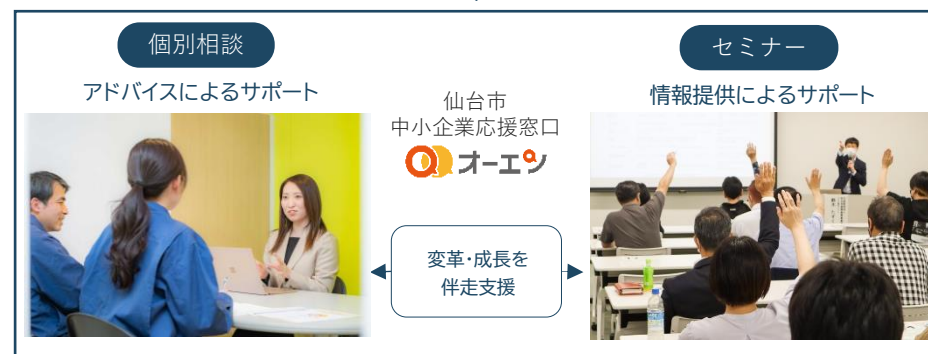 個別相談
アドバイスによるサポート
仙台市
中小企業応援窓口
オーエン
変革・成長を
伴走支援
セミナー
情報提供によるサポート